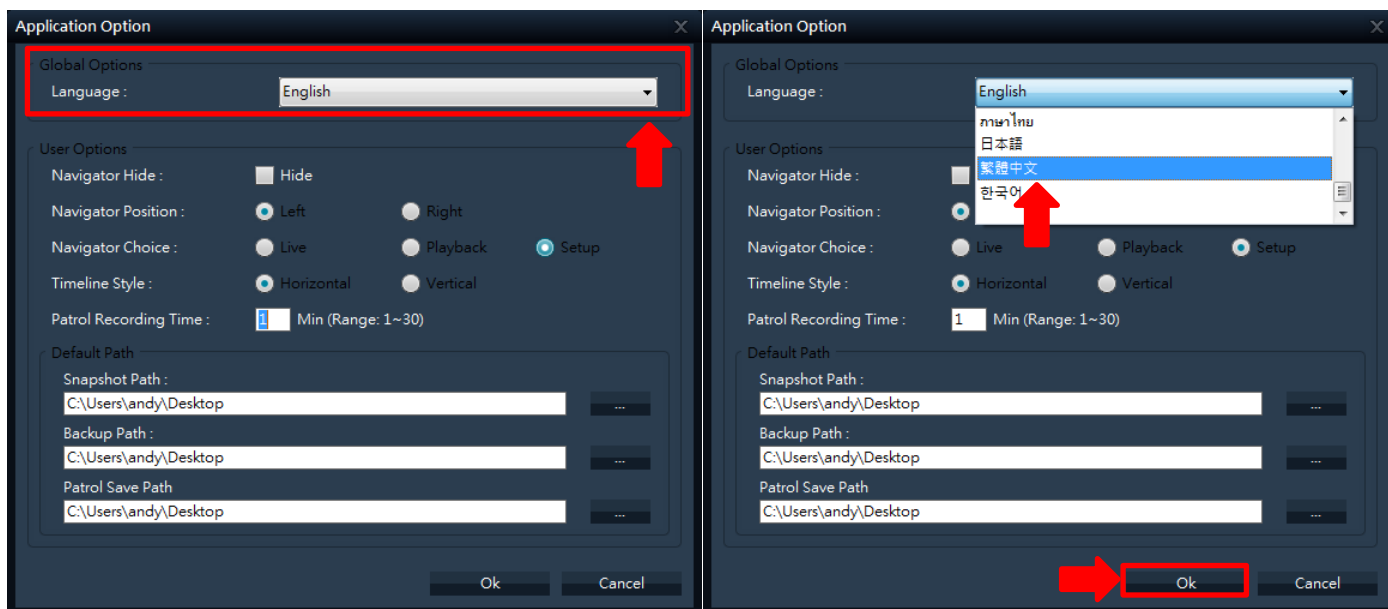 Application Option X
Global Options
Language : English
User Options
Navigator Hide : Hide
Navigator Position : Left Right
Navigator Choice : Live Playback Setup
Timeline Style : Horizontal Vertical
Patrol Recording Time : 1 Min (Range: 1~30)
Default Path
Snapshot Path :
C:\Users\andy\Desktop ...
Backup Path :
C:\Users\andy\Desktop ...
Patrol Save Path
C:\Users\andy\Desktop ...
Ok Cancel
Application Option X
Global Options
Language : English
ภาษาไทย
日本語
繁體中文
한국어
User Options
Navigator Hide :
Navigator Position :
Navigator Choice : Live Playback Setup
Timeline Style : Horizontal Vertical
Patrol Recording Time : 1 Min (Range: 1~30)
Default Path
Snapshot Path :
C:\Users\andy\Desktop ...
Backup Path :
C:\Users\andy\Desktop ...
Patrol Save Path
C:\Users\andy\Desktop ...
Ok Cancel